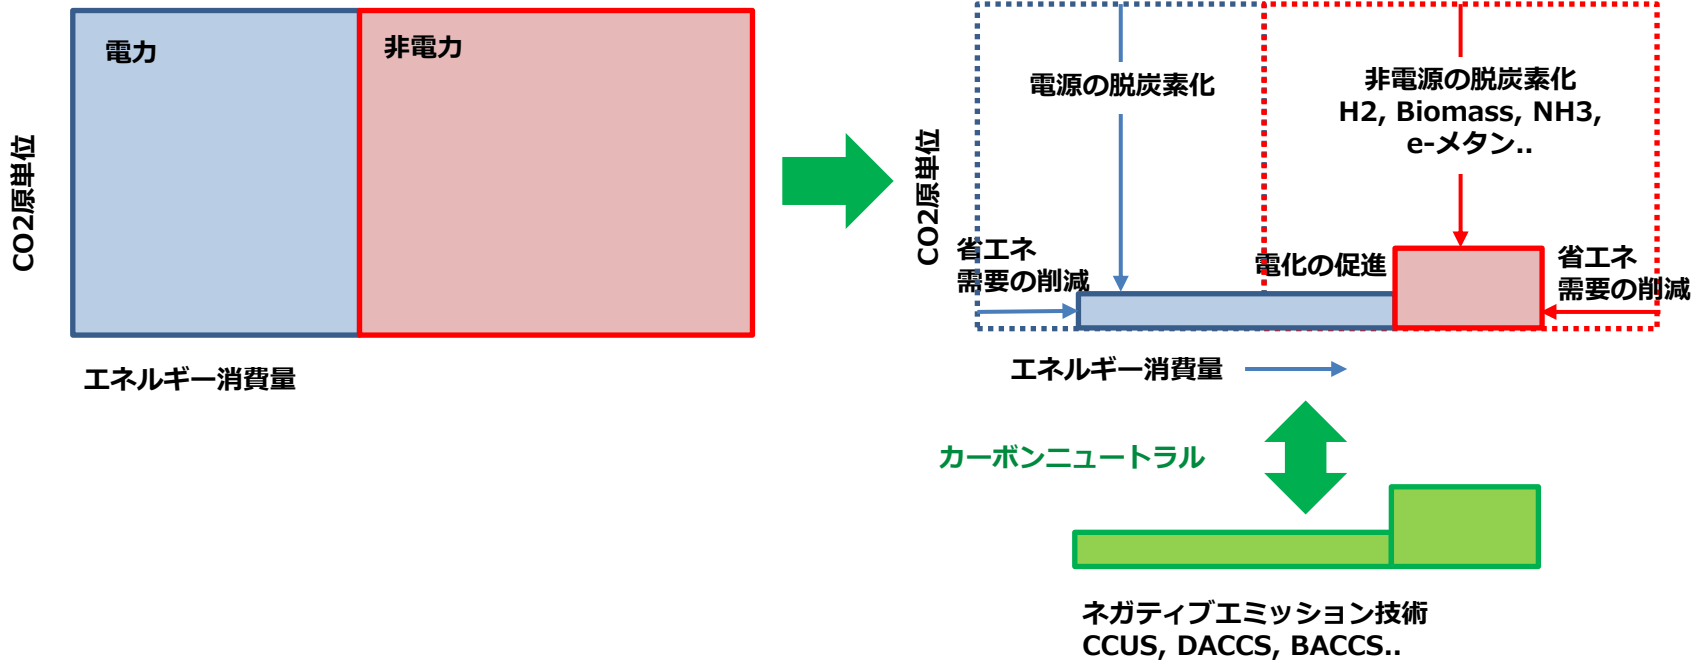 電力
非電力
CO2原単位
エネルギー消費量
電源の脱炭素化
非電源の脱炭素化
H2, Biomass, NH3,
e-メタン..
CO2原単位
省エネ
需要の削減
電化の促進
省エネ
需要の削減
エネルギー消費量
カーボンニュートラル
ネガティブエミッション技術
CCUS, DACCS, BACCS..